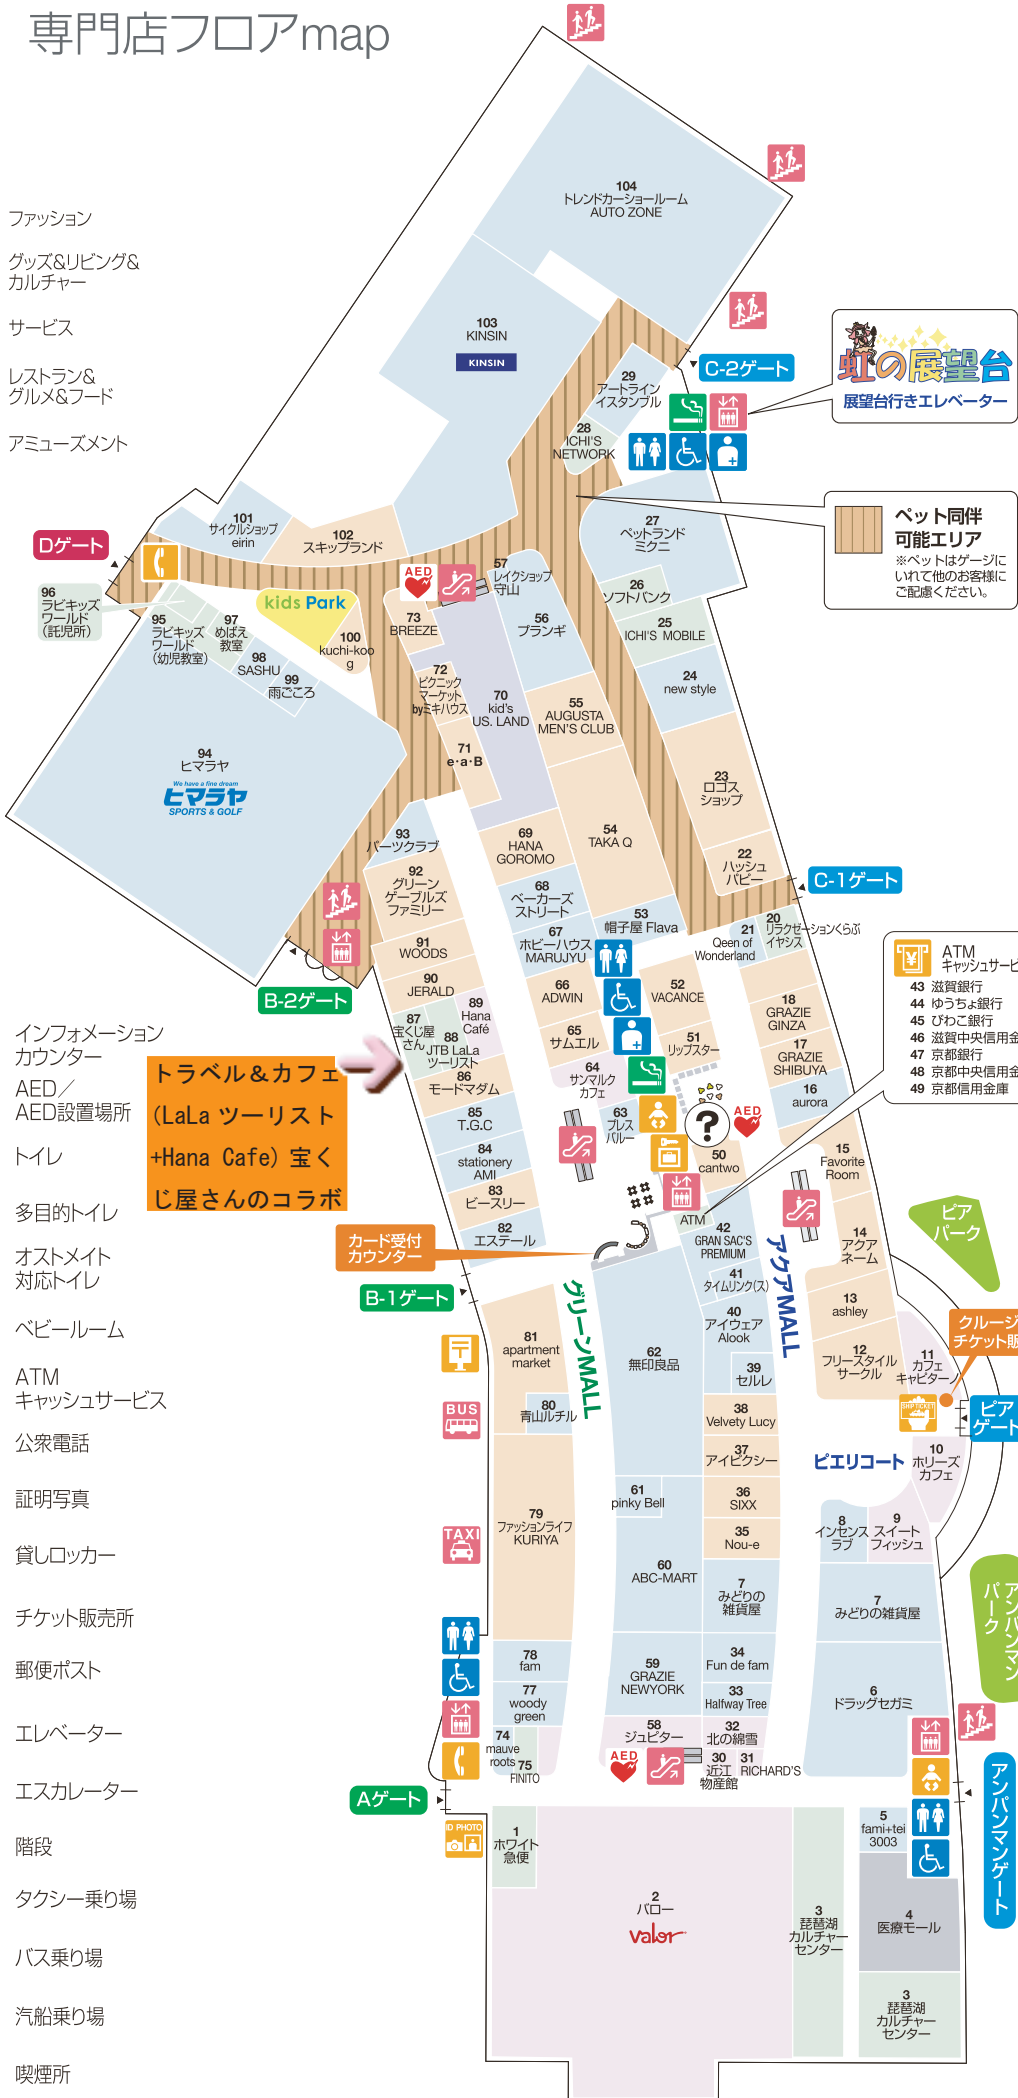 専門店フロアmap
ファッション
グッズ&リビング&
カルチャー
サービス
レストラン&
グルメ&フード
アミューズメント
104
トレンドカーショールーム
AUTO ZONE
103
KINSIN
KINSIN
C-2ゲート
虹の展望台
展望台行きエレベーター
29
アートライン
イスタンブル
28
ICHI'S
NETWORK
ペット同伴
可能エリア
※ペットはゲージに
いれて他のお客様に
ご配慮ください。
27
ペットランド
ミクニ
101
サイクルショップ
eirin
102
スキップランド
Dゲート
57
レイクショップ
守山
AED
26
ソフトバンク
25
ICHI'S MOBILE
96
ラビキッズ
ワールド
(託児所)
95
ラビキッズ
ワールド
(幼児教室)
97
めばえ
教室
98
SASHU
99
雨ごころ
kids Park
100
kuchi-koo
g
73
BREEZE
56
プランギ
72
ピクニック
マーケット
byミキハウス
70
kid's
US. LAND
24
new style
55
AUGUSTA
MEN'S CLUB
71
e・a・B
94
ヒマラヤ
We have a fine dream
ヒマラヤ
SPORTS & GOLF
23
ロゴス
ショップ
54
TAKA Q
93
パーツクラブ
69
HANA
GOROMO
22
ハッシュ
パピー
C-1ゲート
92
グリーン
ゲーブルズ
ファミリー
68
ベーカーズ
ストリート
53
帽子屋 Flava
21
Qeen of
Wonderland
20
リラクゼーションくらぶ
イヤシス
67
ホビーハウス
MARUJYU
91
WOODS
90
JERALD
B-2ゲート
66
ADWIN
52
VACANCE
18
GRAZIE
GINZA
ATM
キャッシュサービ
43 滋賀銀行
44 ゆうちょ銀行
45 びわこ銀行
46 滋賀中央信用金
47 京都銀行
48 京都中央信用金
49 京都信用金庫
89
Hana
Café
87
宝くじ屋
さん
88
JTB LaLa
ツーリスト
65
サムエル
51
リップスター
17
GRAZIE
SHIBUYA
64
サンマルク
カフェ
16
aurora
86
モードマダム
トラベル&カフェ
(LaLa ツーリスト
+Hana Cafe) 宝く
じ屋さんのコラボ
85
T.G.C
63
プレス
バルー
?
AED
84
stationery
AMI
50
cantwo
15
Favorite
Room
83
ビースリー
82
エステール
カード受付
カウンター
ATM
42
GRAN SAC'S
PREMIUM
14
アクア
ネーム
アクアMALL
41
タイムリンク(ス)
ピア
パーク
B-1ゲート
グリーンMALL
40
アイウェア
Alook
13
ashley
クルージ
チケット販
81
apartment
market
62
無印良品
12
フリースタイル
サークル
11
カフェ
キャピターノ
39
セルレ
SHIP TICKET
ピア
ゲート
80
青山ルチル
38
Velvety Lucy
BUS
37
アイビクシー
ピエリコート
10
ホリーズ
カフェ
61
pinky Bell
36
SIXX
79
ファッションライフ
KURIYA
35
Nou-e
8
インセンス
ラブ
9
スイート
フィッシュ
TAXI
60
ABC-MART
7
みどりの
雑貨屋
7
みどりの雑貨屋
アンパンマン
パーク
78
fam
59
GRAZIE
NEWYORK
34
Fun de fam
33
Halfway Tree
6
ドラッグセガミ
77
woody
green
74
mauve
roots
75
FINITO
58
ジュピター
AED
32
北の綿雪
30
近江
物産館
31
RICHARD'S
Aゲート
アンパンマンゲート
ID PHOTO
1
ホワイト
急便
2
バロー
valor
3
琵琶湖
カルチャー
センター
5
fami+tei
3003
4
医療モール
3
琵琶湖
カルチャー
センター
インフォメーション
カウンター
AED/
AED設置場所
トイレ
多目的トイレ
オストメイト
対応トイレ
ベビールーム
ATM
キャッシュサービス
公衆電話
証明写真
貸しロッカー
チケット販売所
郵便ポスト
エレベーター
エスカレーター
階段
タクシー乗り場
バス乗り場
汽船乗り場
喫煙所